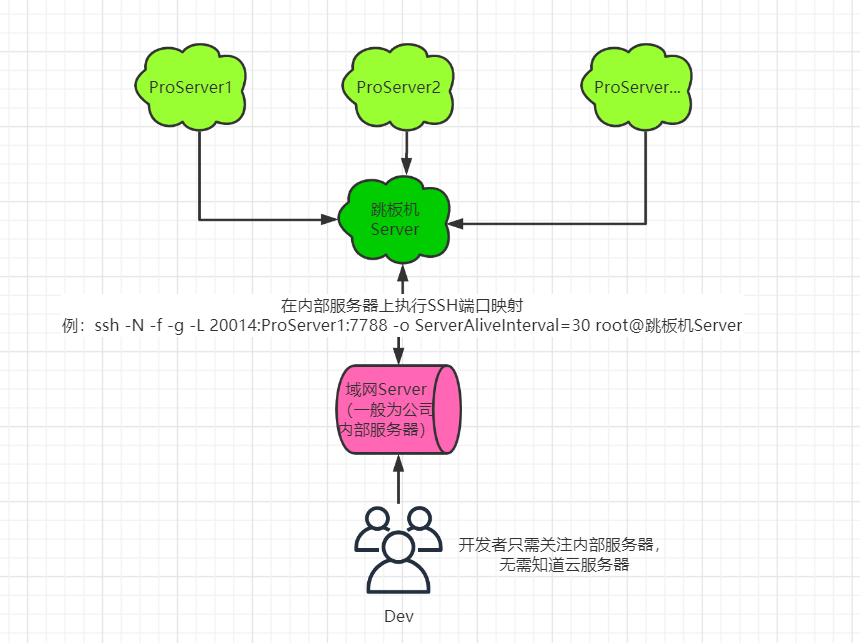 ProServer1
ProServer2
ProServer...
跳板机
Server
在内部服务器上执行SSH端口映射
例：ssh -N -f -g -L 20014:ProServer1:7788 -o ServerAliveInterval=30 root@跳板机Server
域网Server
（一般为公司
内部服务器）
开发者只需关注内部服务器，
无需知道云服务器
Dev